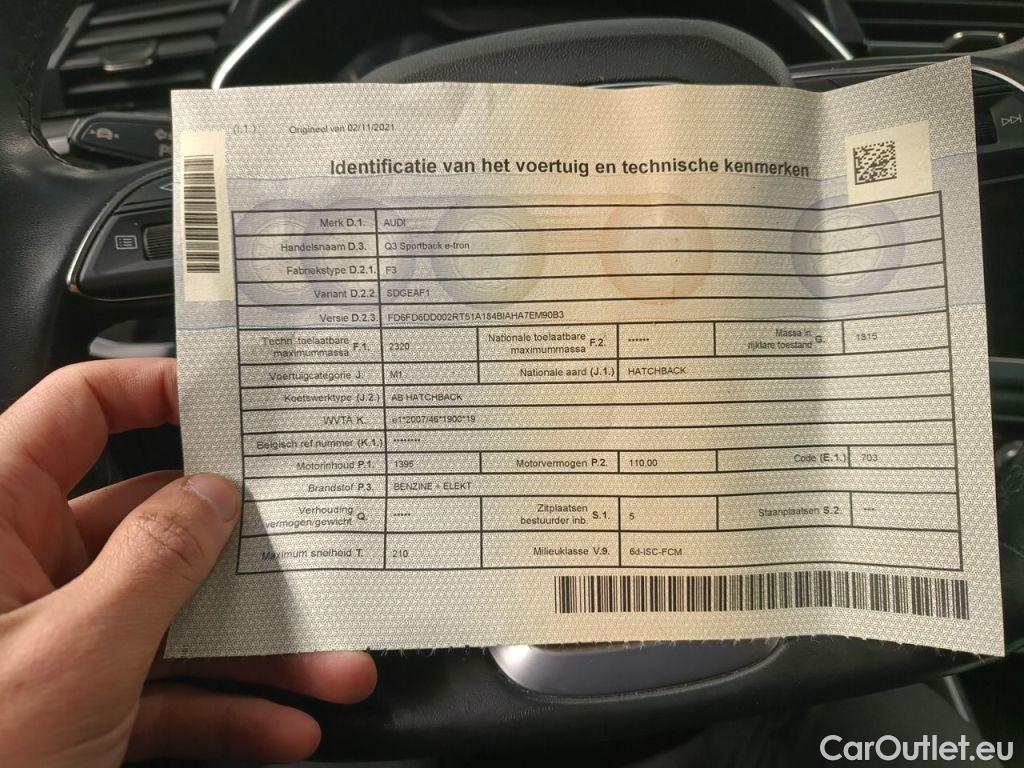 (I.1.) Origineel van 02/11/2021
Identificatie van het voertuig en technische kenmerken
Merk D.1. AUDI
Handelsnaam D.3. Q3 Sportback e-tron
Fabriekstype D.2.1. F3
Variant D.2.2. SDGEAF1
Versie D.2.3. FD6FD6DD002RT51A184BIAHA7EM90B3
Techn. toelaatbare maximummassa F.1. 2320 Nationale toelaatbare maximummassa F.2. ****** Massa in rijklare toestand G. 1815
Voertuigcategorie J. M1 Nationale aard (J.1.) HATCHBACK
Koetswerktype (J.2.) AB HATCHBACK
WVTA K. e1*2007/46*1900*19
Belgisch ref.nummer (K.1.) ********
Motorinhoud P.1. 1395 Motorvermogen P.2. 110,00 Code (E.1.) 703
Brandstof P.3. BENZINE + ELEKT
Verhouding vermogen/gewicht Q. ***** Zitplaatsen bestuurder inb. S.1. 5 Staanplaatsen S.2. ***
Maximum snelheid T. 210 Milieuklasse V.9. 6d-ISC-FCM
CarOutlet.eu